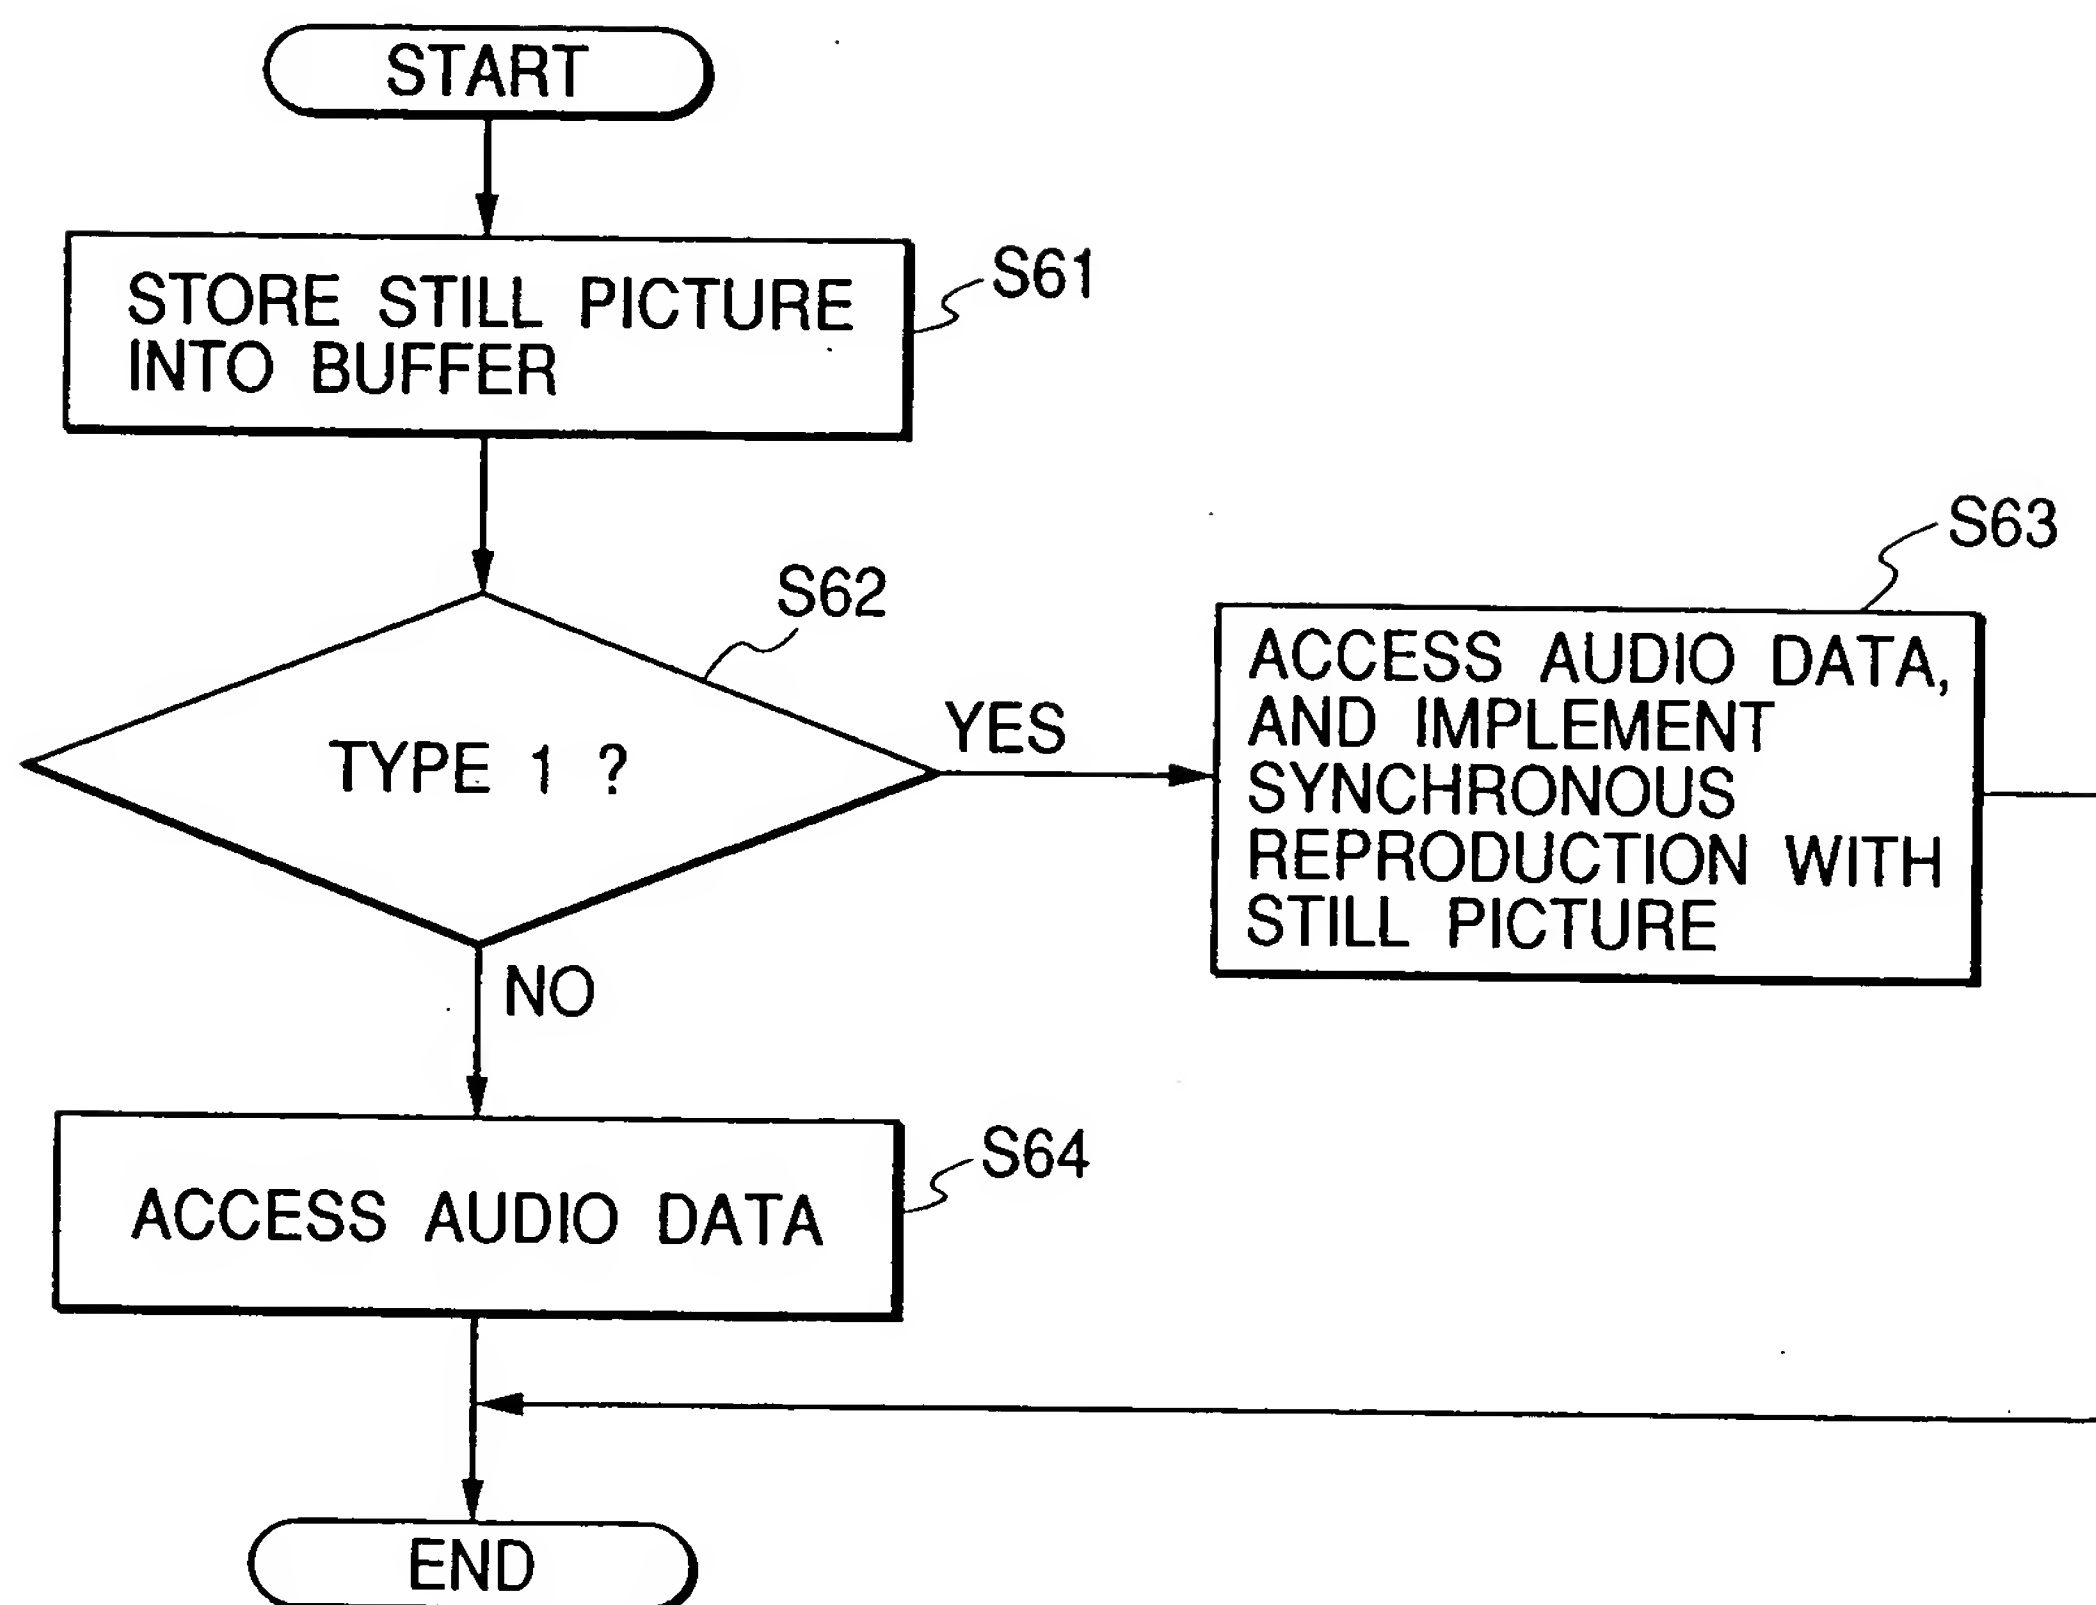 START
STORE STILL PICTURE
INTO BUFFER
S61
S62
TYPE 1 ?
YES
NO
S63
ACCESS AUDIO DATA,
AND IMPLEMENT
SYNCHRONOUS
REPRODUCTION WITH
STILL PICTURE
ACCESS AUDIO DATA
S64
END